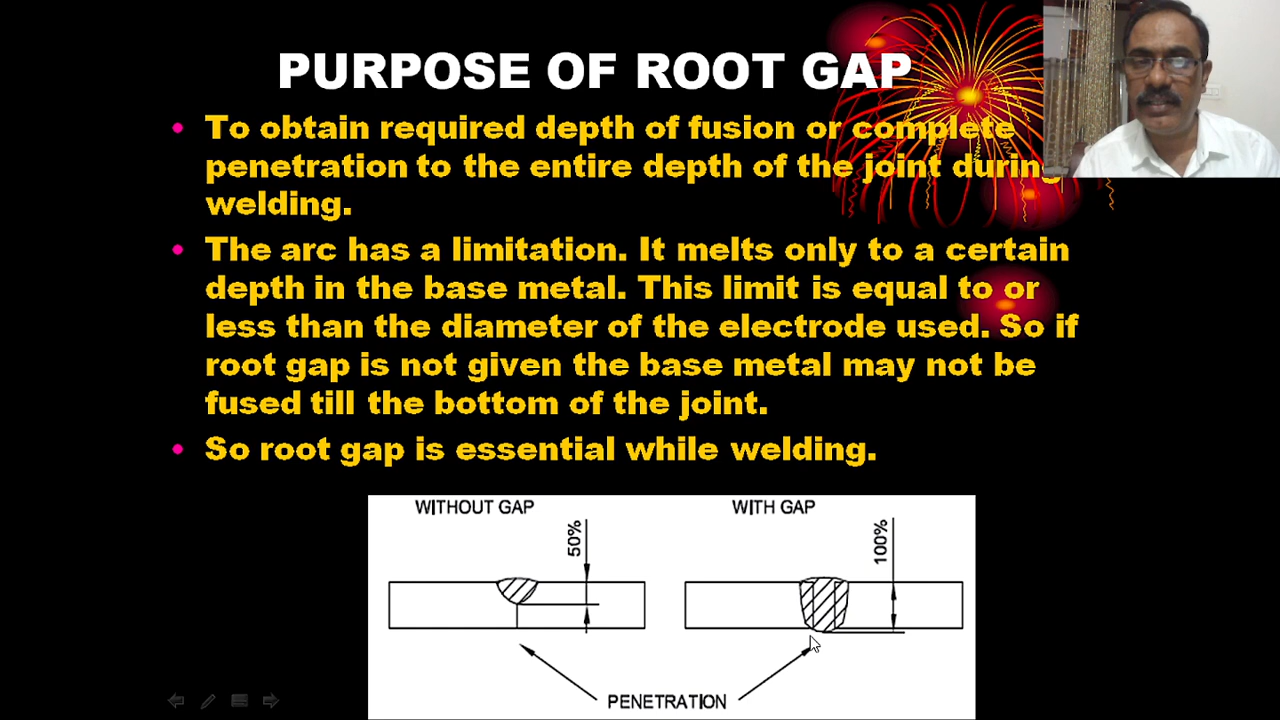 PURPOSE OF ROOT GAP
• To obtain required depth of fusion or complete
penetration to the entire depth of the joint during
welding.
• The arc has a limitation. It melts only to a certain
depth in the base metal. This limit is equal to or
less than the diameter of the electrode used. So if
root gap is not given the base metal may not be
fused till the bottom of the joint.
• So root gap is essential while welding.
WITHOUT GAP
50%
WITH GAP
100%
PENETRATION